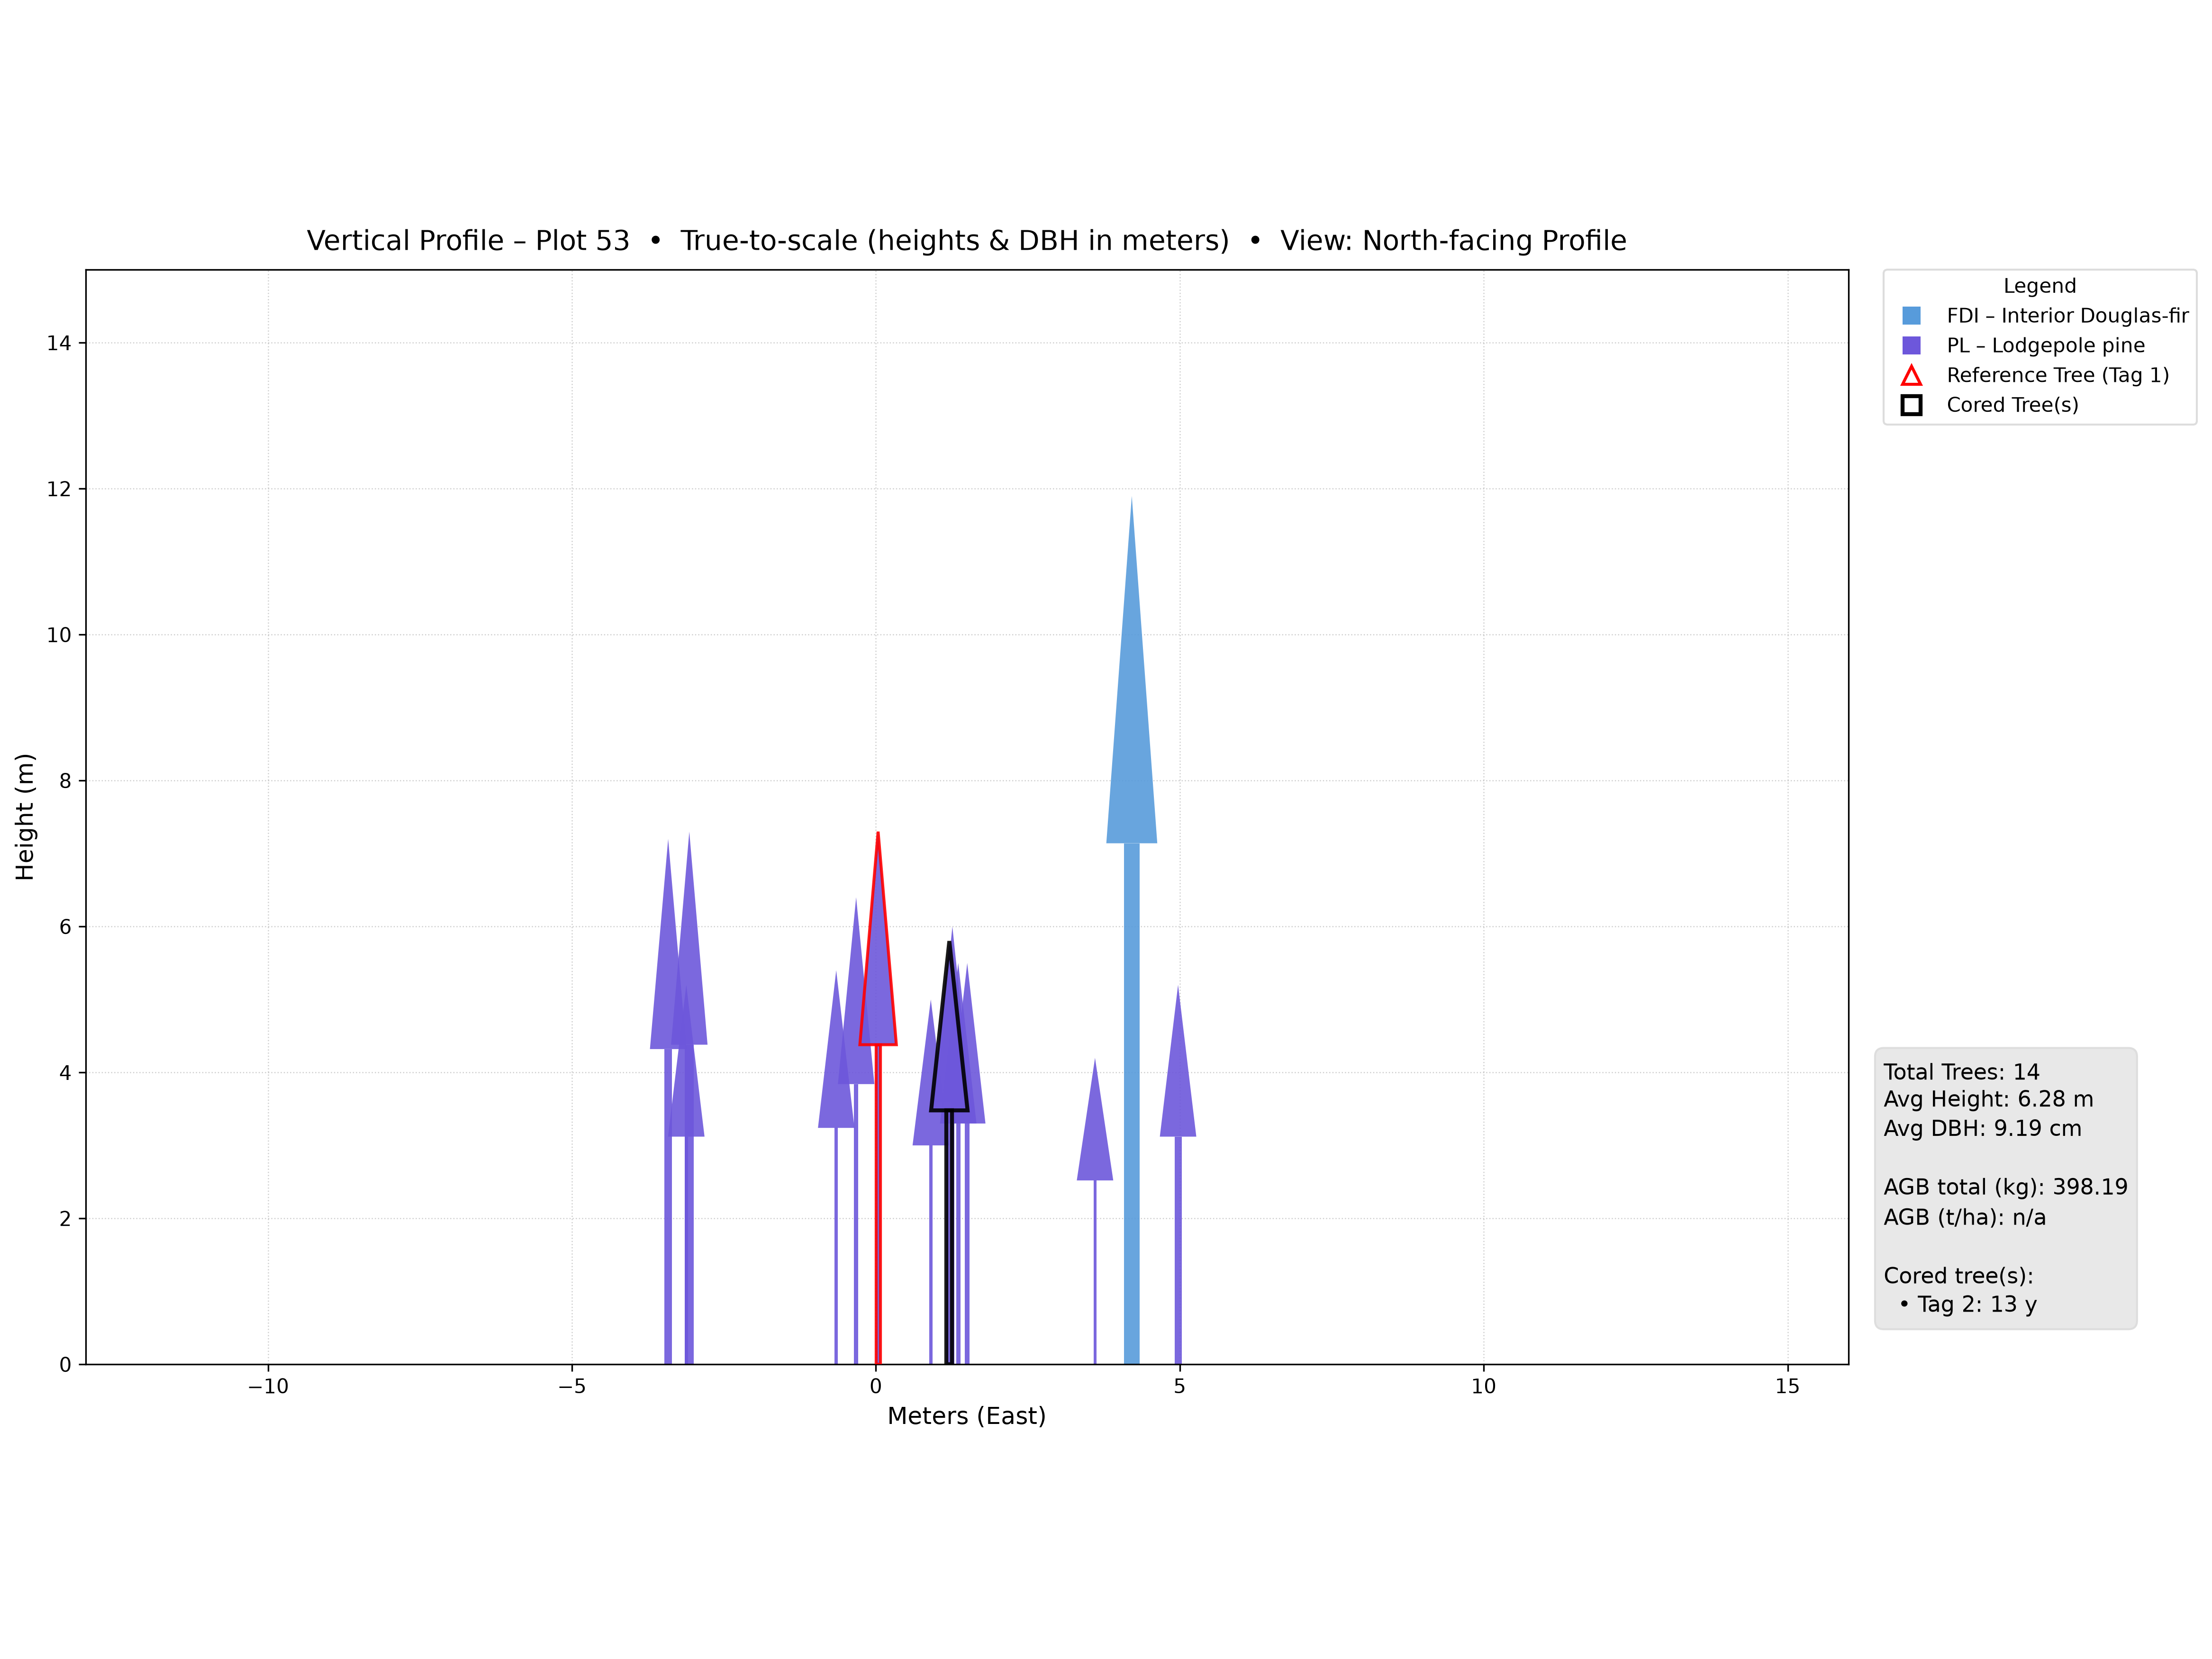 Vertical Profile – Plot 53 • True-to-scale (heights & DBH in meters) • View: North-facing Profile
Legend
FDI – Interior Douglas-fir
PL – Lodgepole pine
Reference Tree (Tag 1)
Cored Tree(s)
Height (m)
14
12
10
8
6
4
2
0
−10
−5
0
5
10
15
Meters (East)
Total Trees: 14
Avg Height: 6.28 m
Avg DBH: 9.19 cm
AGB total (kg): 398.19
AGB (t/ha): n/a
Cored tree(s):
• Tag 2: 13 y